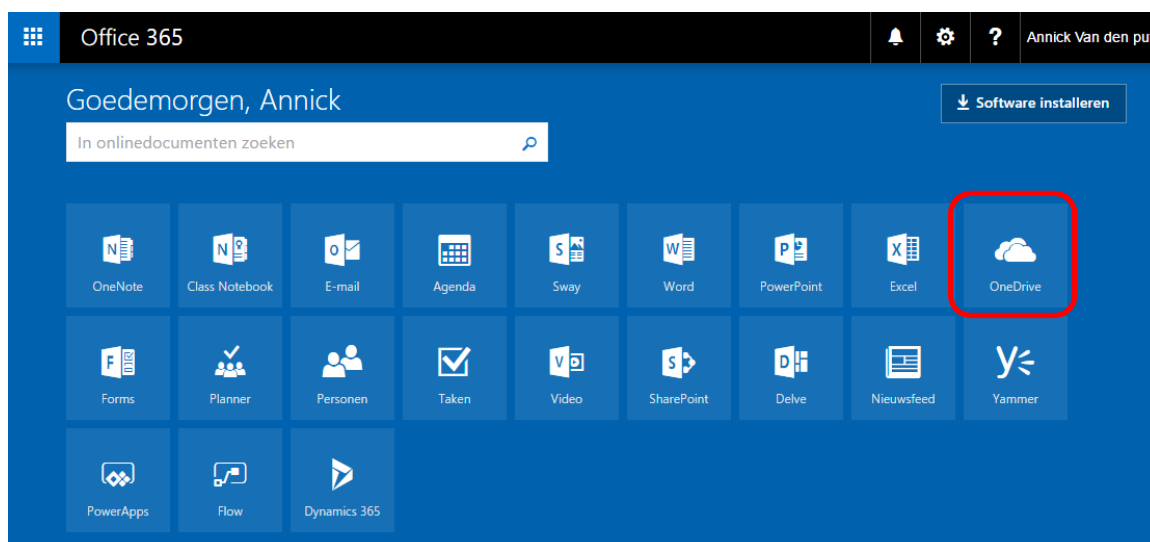 Office 365
? Annick Van den pu
Goedemorgen, Annick
Software installeren
In onlinedocumenten zoeken
OneNote Class Notebook E-mail Agenda Sway Word PowerPoint Excel OneDrive
Forms Planner Personen Taken Video SharePoint Delve Nieuwsfeed Yammer
PowerApps Flow Dynamics 365